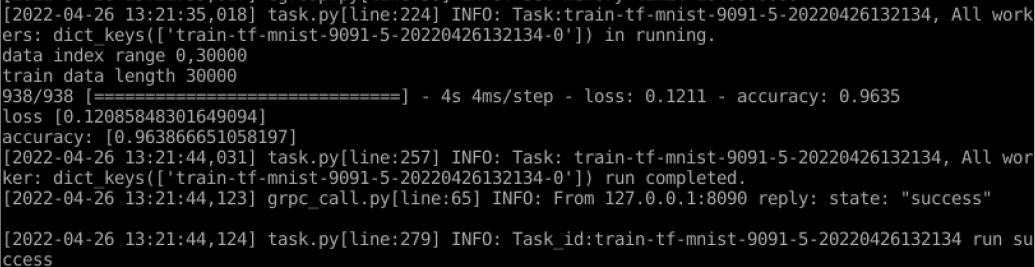 [2022-04-26 13:21:35,018] task.py[line:224] INFO: Task:train-tf-mnist-9091-5-20220426132134, All work
ers: dict_keys(['train-tf-mnist-9091-5-20220426132134-0']) in running.
data index range 0,30000
train data length 30000
938/938 [==============================] - 4s 4ms/step - loss: 0.1211 - accuracy: 0.9635
loss [0.12085848301649094]
accuracy: [0.963866651058197]
[2022-04-26 13:21:44,031] task.py[line:257] INFO: Task: train-tf-mnist-9091-5-20220426132134, All wor
ker: dict_keys(['train-tf-mnist-9091-5-20220426132134-0']) run completed.
[2022-04-26 13:21:44,123] grpc_call.py[line:65] INFO: From 127.0.0.1:8090 reply: state: "success"
[2022-04-26 13:21:44,124] task.py[line:279] INFO: Task_id:train-tf-mnist-9091-5-20220426132134 run su
ccess